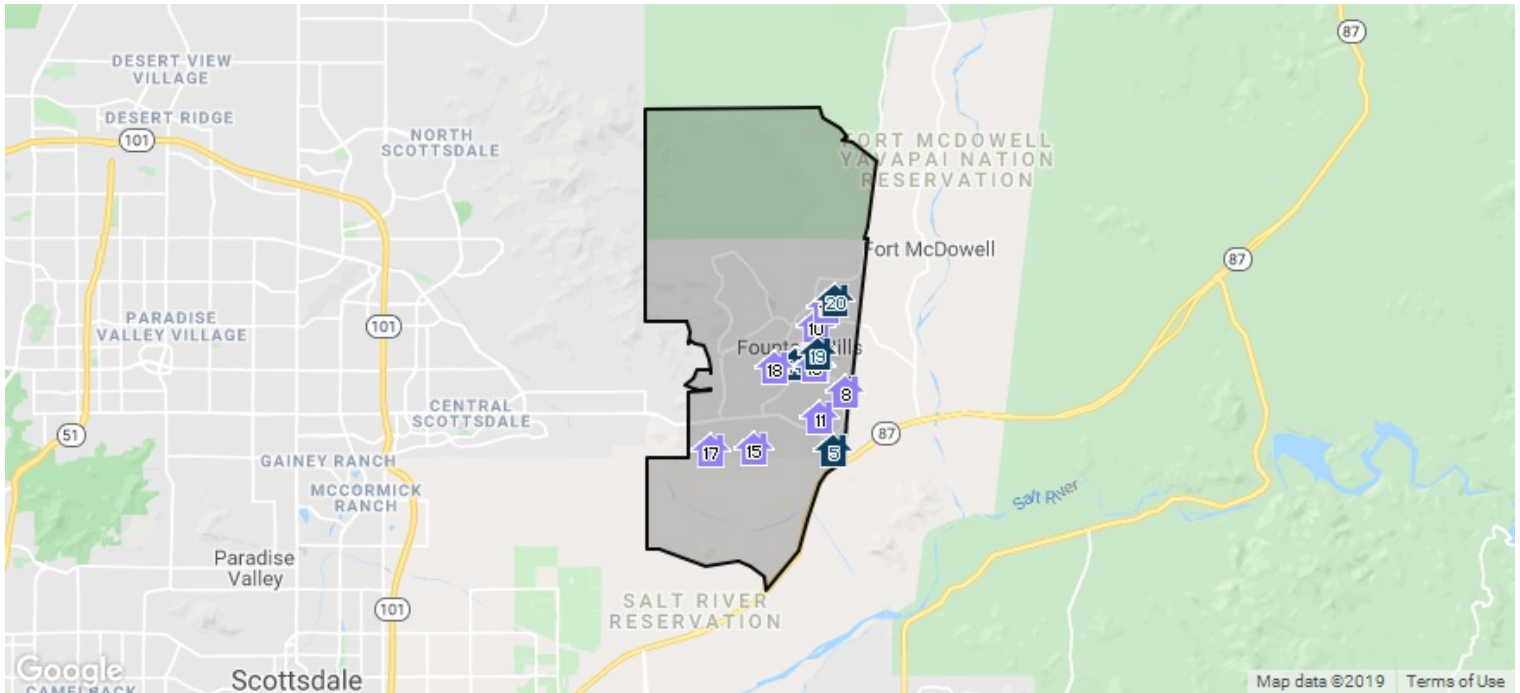 87
DESERT VIEW
VILLAGE
DESERT RIDGE
101
NORTH
SCOTTSDALE
FORT MCDOWELL
YAVAPAI NATION
RESERVATION
Fort McDowell
87
20
PARADISE
VALLEY VILLAGE
101
10
19
18
8
CENTRAL
SCOTTSDALE
11
51
87
GAINEY RANCH
17
15
5
MCCORMICK
RANCH
Salt River
Paradise
Valley
SALT RIVER
RESERVATION
101
Google
Scottsdale
Map data ©2019
Terms of Use